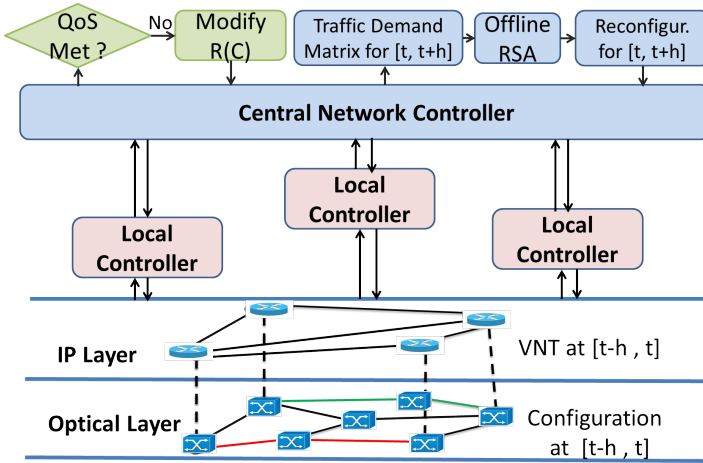 QoS
Met ?
No
Modify
R(C)
Traffic Demand
Matrix for [t, t+h]
Offline
RSA
Reconfigur.
for [t, t+h]
Central Network Controller
Local
Controller
Local
Controller
Local
Controller
IP Layer
VNT at [t-h , t]
Optical Layer
Configuration
at [t-h , t]